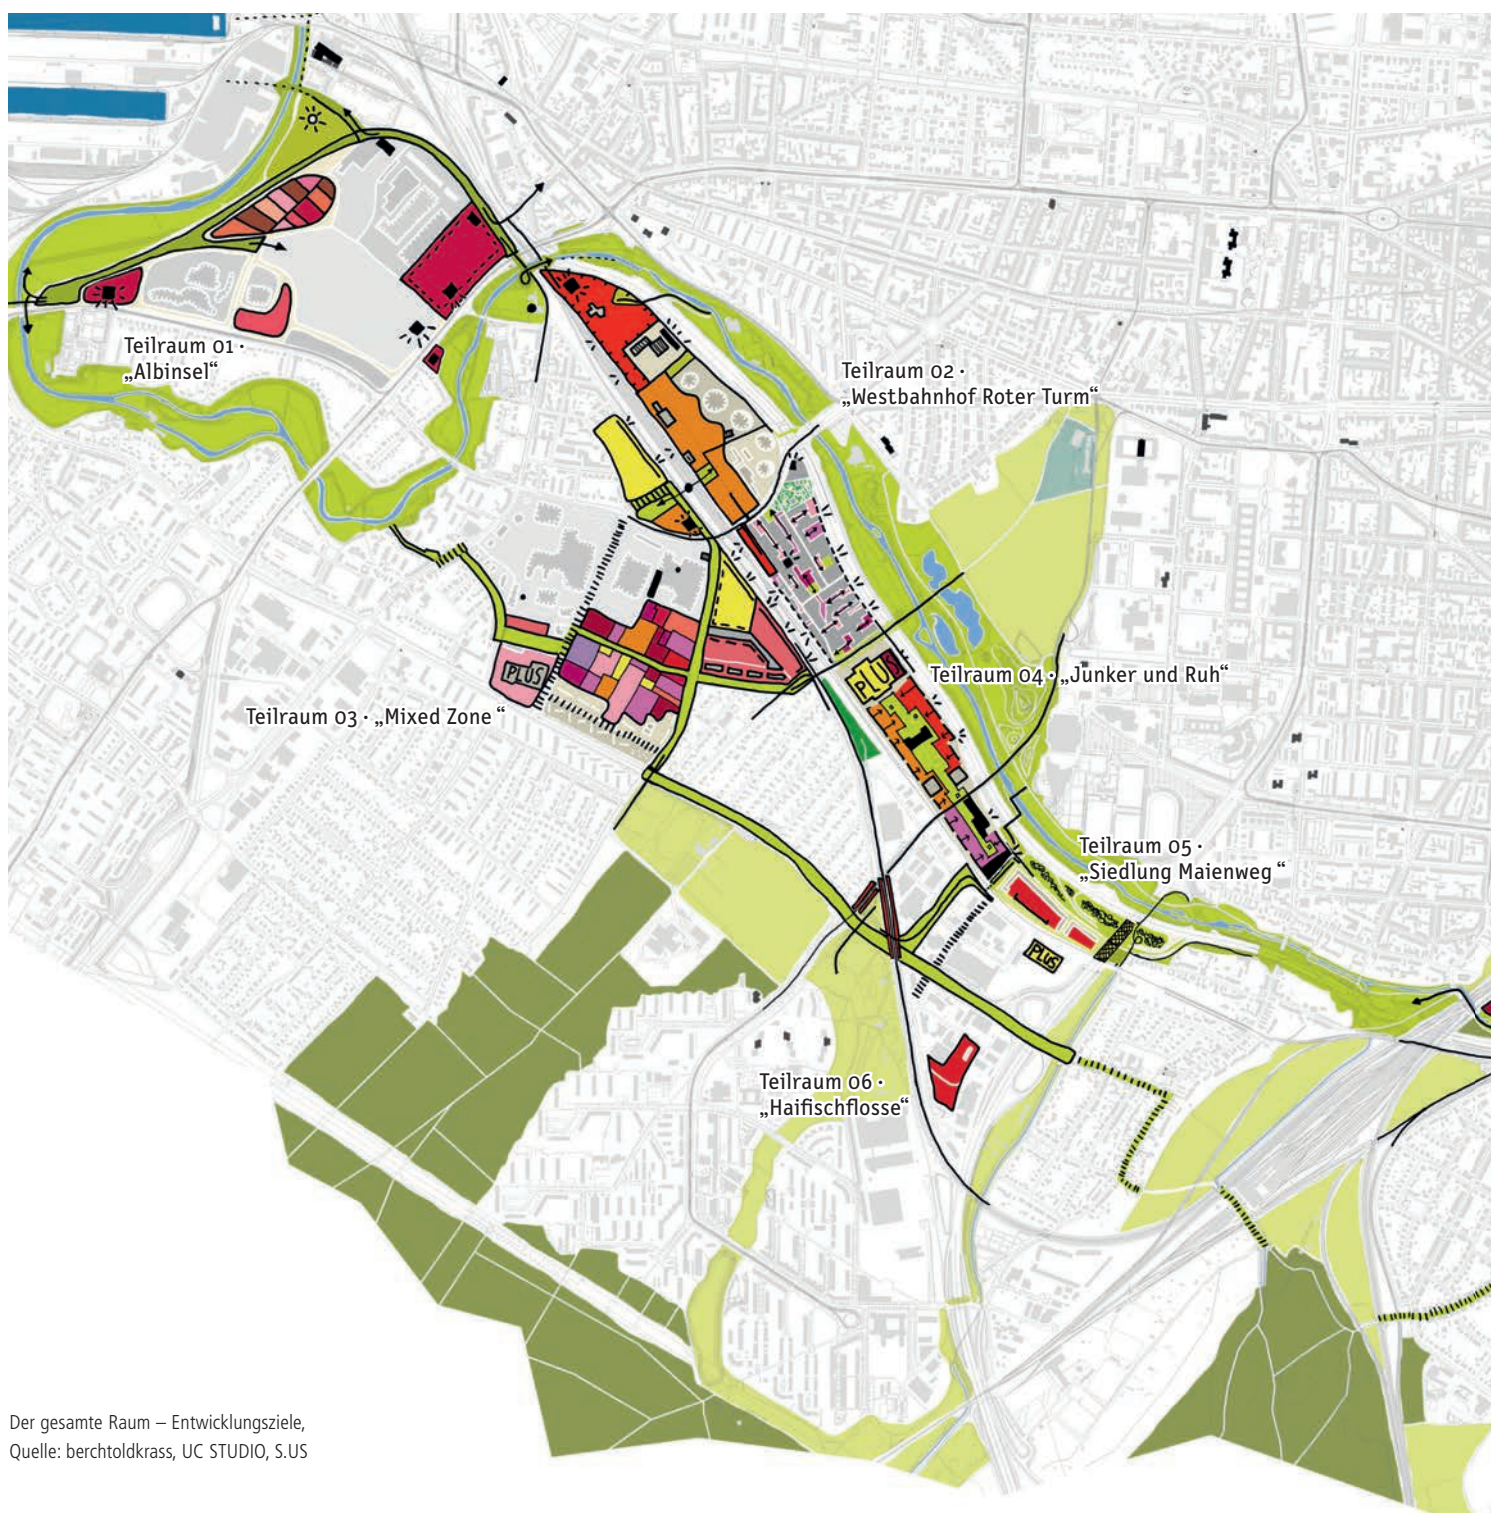 Teilraum 01 ·
„Albinsel“
Teilraum 02 ·
„Westbahnhof Roter Turm“
PLUS
Teilraum 03 · „Mixed Zone “
PLUS
Teilraum 04 · „Junker und Ruh“
Teilraum 05 ·
„Siedlung Maienweg “
PLUS
Teilraum 06 ·
„Haifischflosse“
Der gesamte Raum – Entwicklungsziele,
Quelle: berchtoldkrass, UC STUDIO, S.US